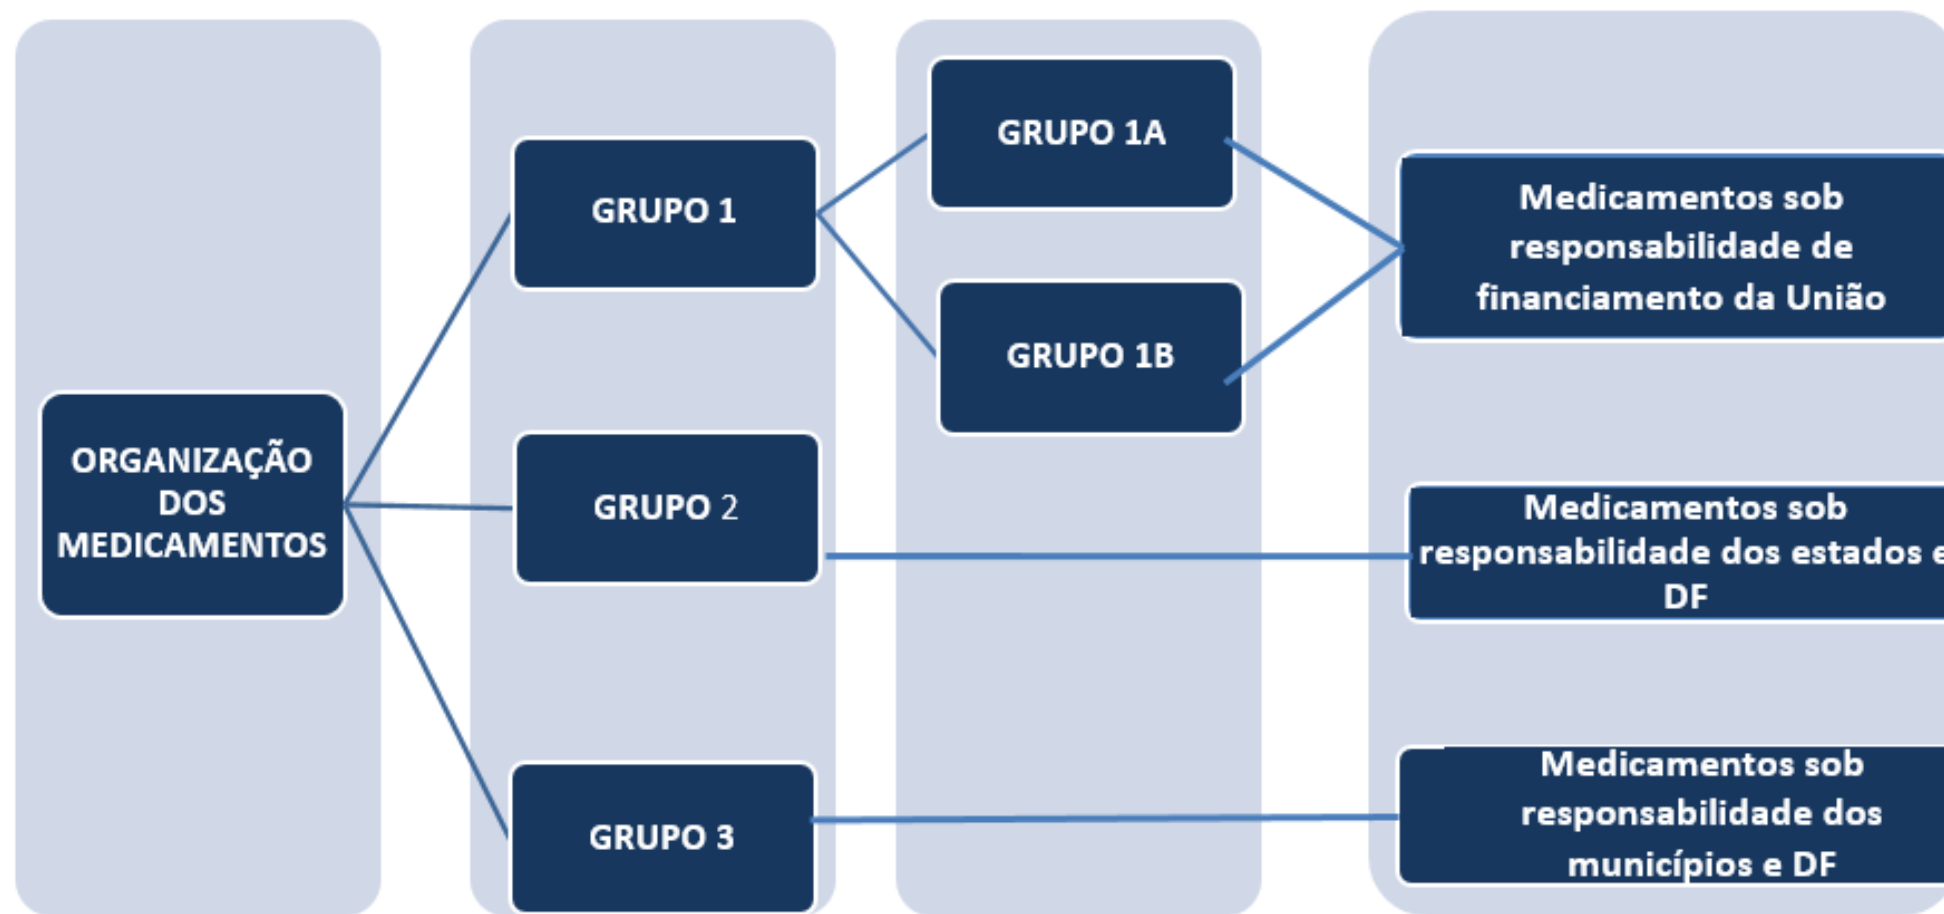 ORGANIZAÇÃO
DOS
MEDICAMENTOS
GRUPO 1
GRUPO 2
GRUPO 3
GRUPO 1A
GRUPO 1B
Medicamentos sob
responsabilidade de
financiamento da União
Medicamentos sob
responsabilidade dos estados e
DF
Medicamentos sob
responsabilidade dos
municípios e DF